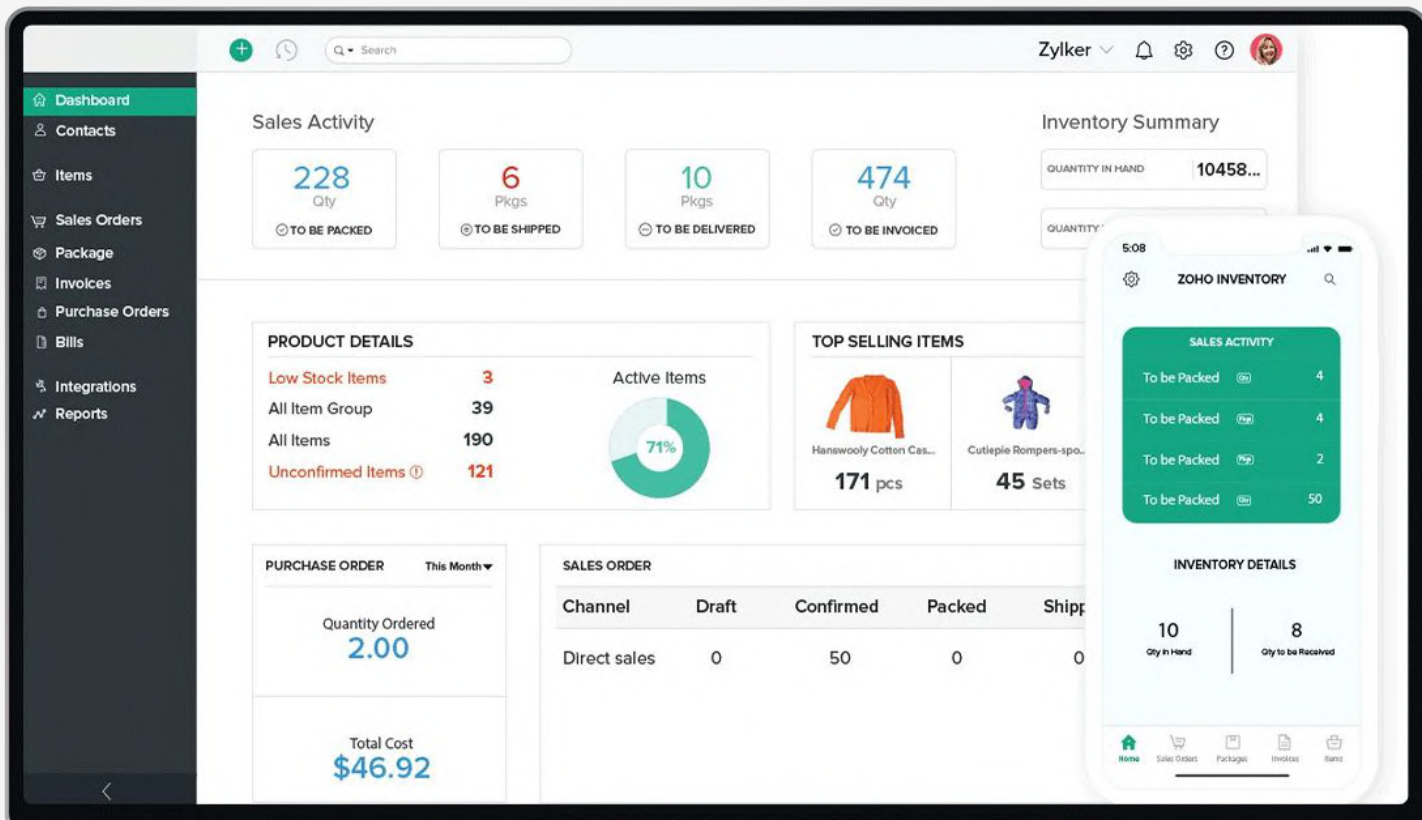 Search
Zylker
Dashboard
Contacts
Items
Sales Orders
Package
Invoices
Purchase Orders
Bills
Integrations
Reports
Sales Activity
228
Qty
TO BE PACKED
6
Pkgs
TO BE SHIPPED
10
Pkgs
TO BE DELIVERED
474
Qty
TO BE INVOICED
Inventory Summary
QUANTITY IN HAND 10458...
QUANTITY
PRODUCT DETAILS
Low Stock Items 3
All Item Group 39
All Items 190
Unconfirmed Items 121
Active Items
71%
TOP SELLING ITEMS
Hanswooly Cotton Cas...
171 pcs
Cutiepie Rompers-spo..
45 Sets
PURCHASE ORDER This Month
Quantity Ordered
2.00
Total Cost
$46.92
SALES ORDER
Channel Draft Confirmed Packed Shipp
Direct sales 0 50 0 0
5:08
ZOHO INVENTORY
SALES ACTIVITY
To be Packed Qty 4
To be Packed Pkgs 4
To be Packed Pkgs 2
To be Packed Qty 50
INVENTORY DETAILS
10
Qty in Hand
8
Qty to be Received
Home Sales Orders Packages Invoices Items